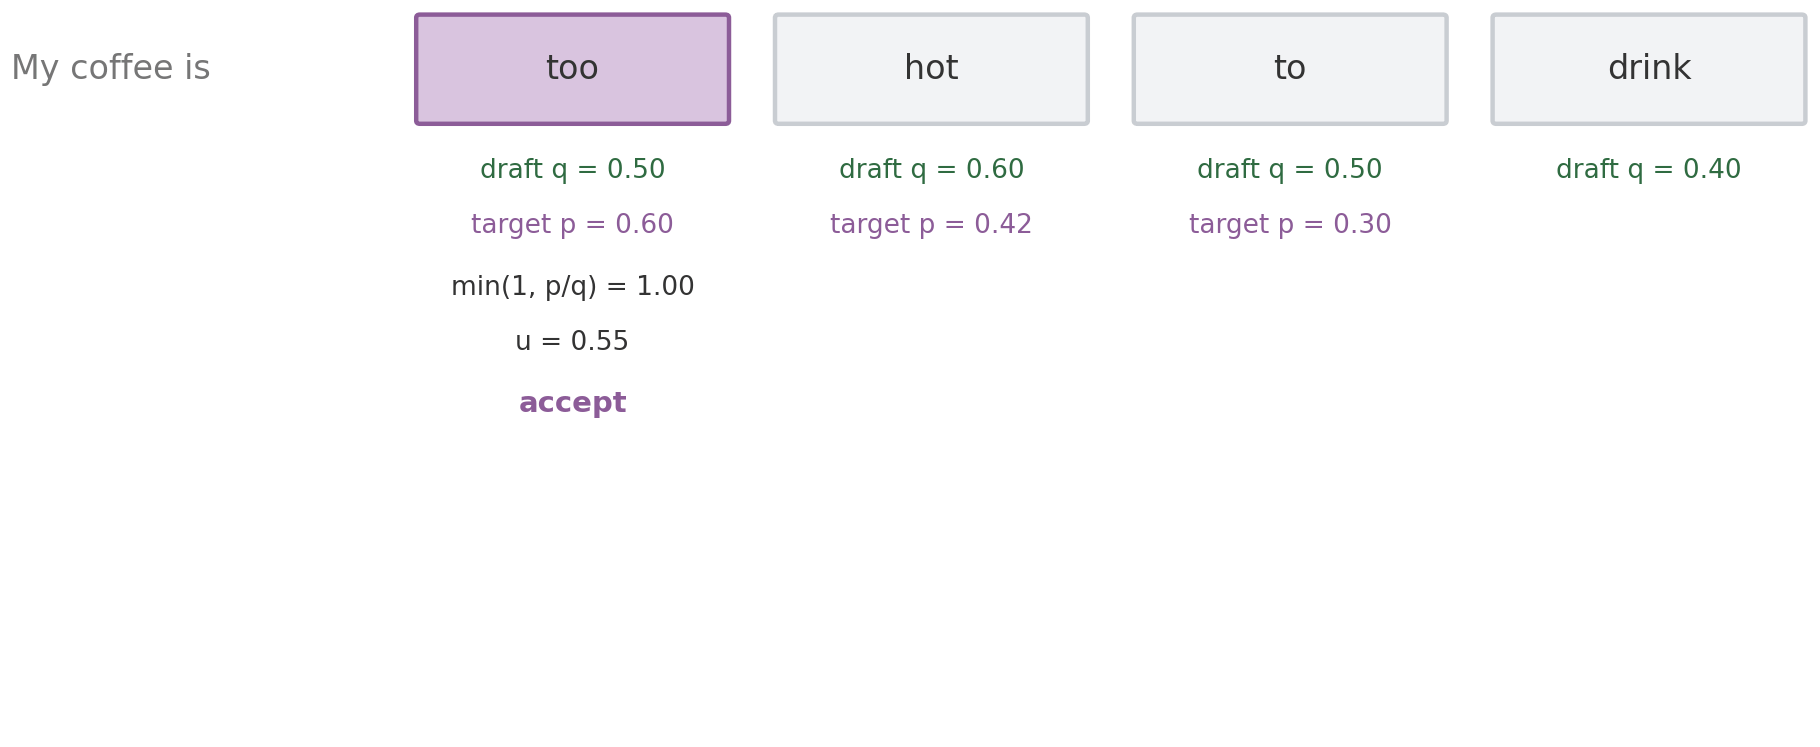 My coffee is too hot to drink
draft q = 0.50 draft q = 0.60 draft q = 0.50 draft q = 0.40
target p = 0.60 target p = 0.42 target p = 0.30
min(1, p/q) = 1.00
u = 0.55
accept